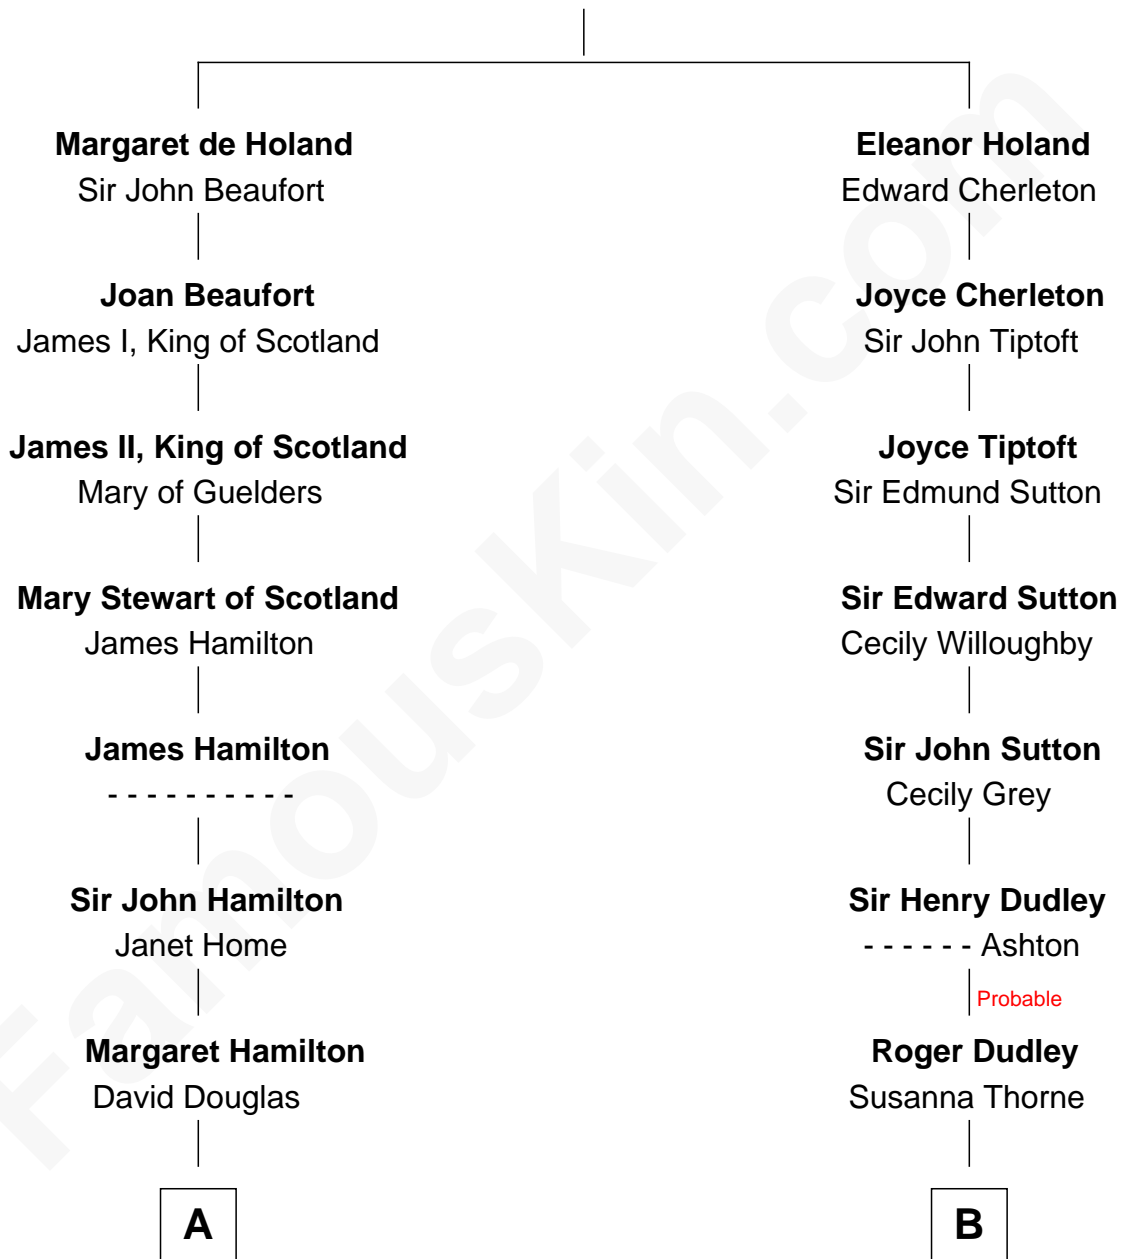 Margaret de Holand
Sir John Beaufort
Joan Beaufort
James I, King of Scotland
James II, King of Scotland
Mary of Guelders
Mary Stewart of Scotland
James Hamilton
James Hamilton
- - - - - - - - - -
Sir John Hamilton
Janet Home
Margaret Hamilton
David Douglas
A
Eleanor Holand
Edward Cherleton
Joyce Cherleton
Sir John Tiptoft
Joyce Tiptoft
Sir Edmund Sutton
Sir Edward Sutton
Cecily Willoughby
Sir John Sutton
Cecily Grey
Sir Henry Dudley
- - - - - - Ashton
Probable
Roger Dudley
Susanna Thorne
B
FamousKin.com